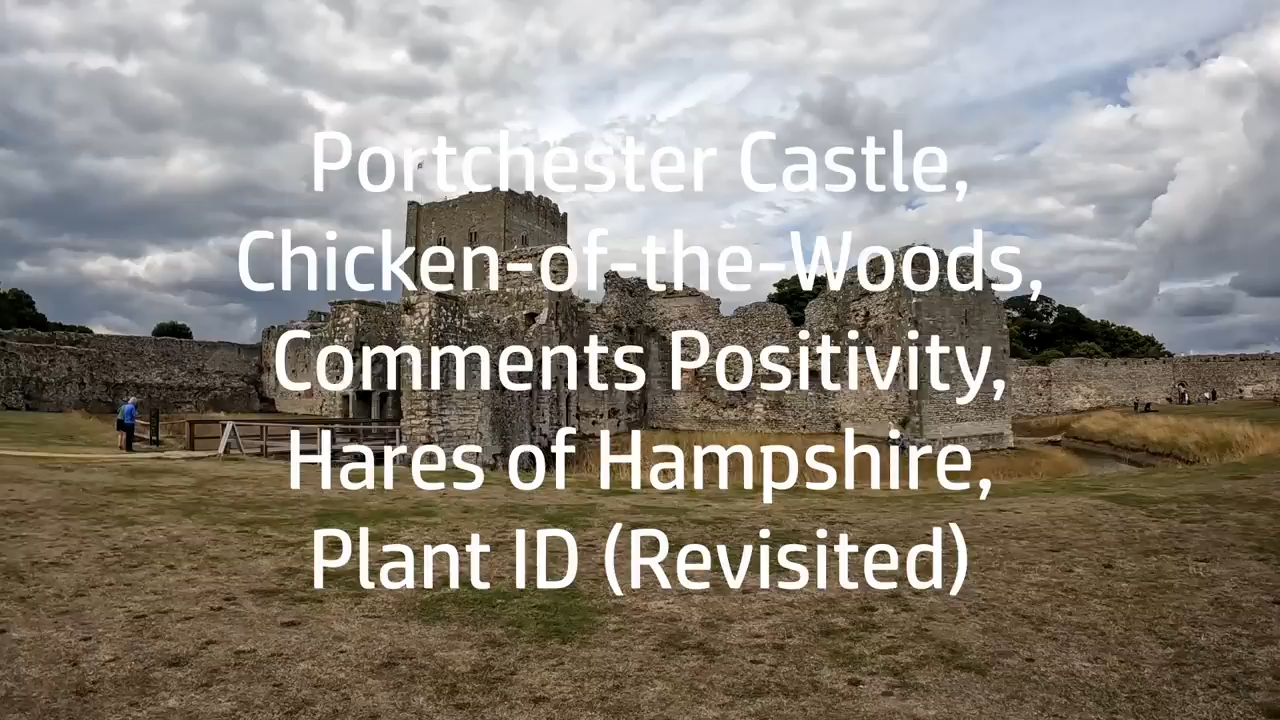 Portchester Castle,
Chicken-of-the-Woods,
Comments Positivity,
Hares of Hampshire,
Plant ID (Revisited)